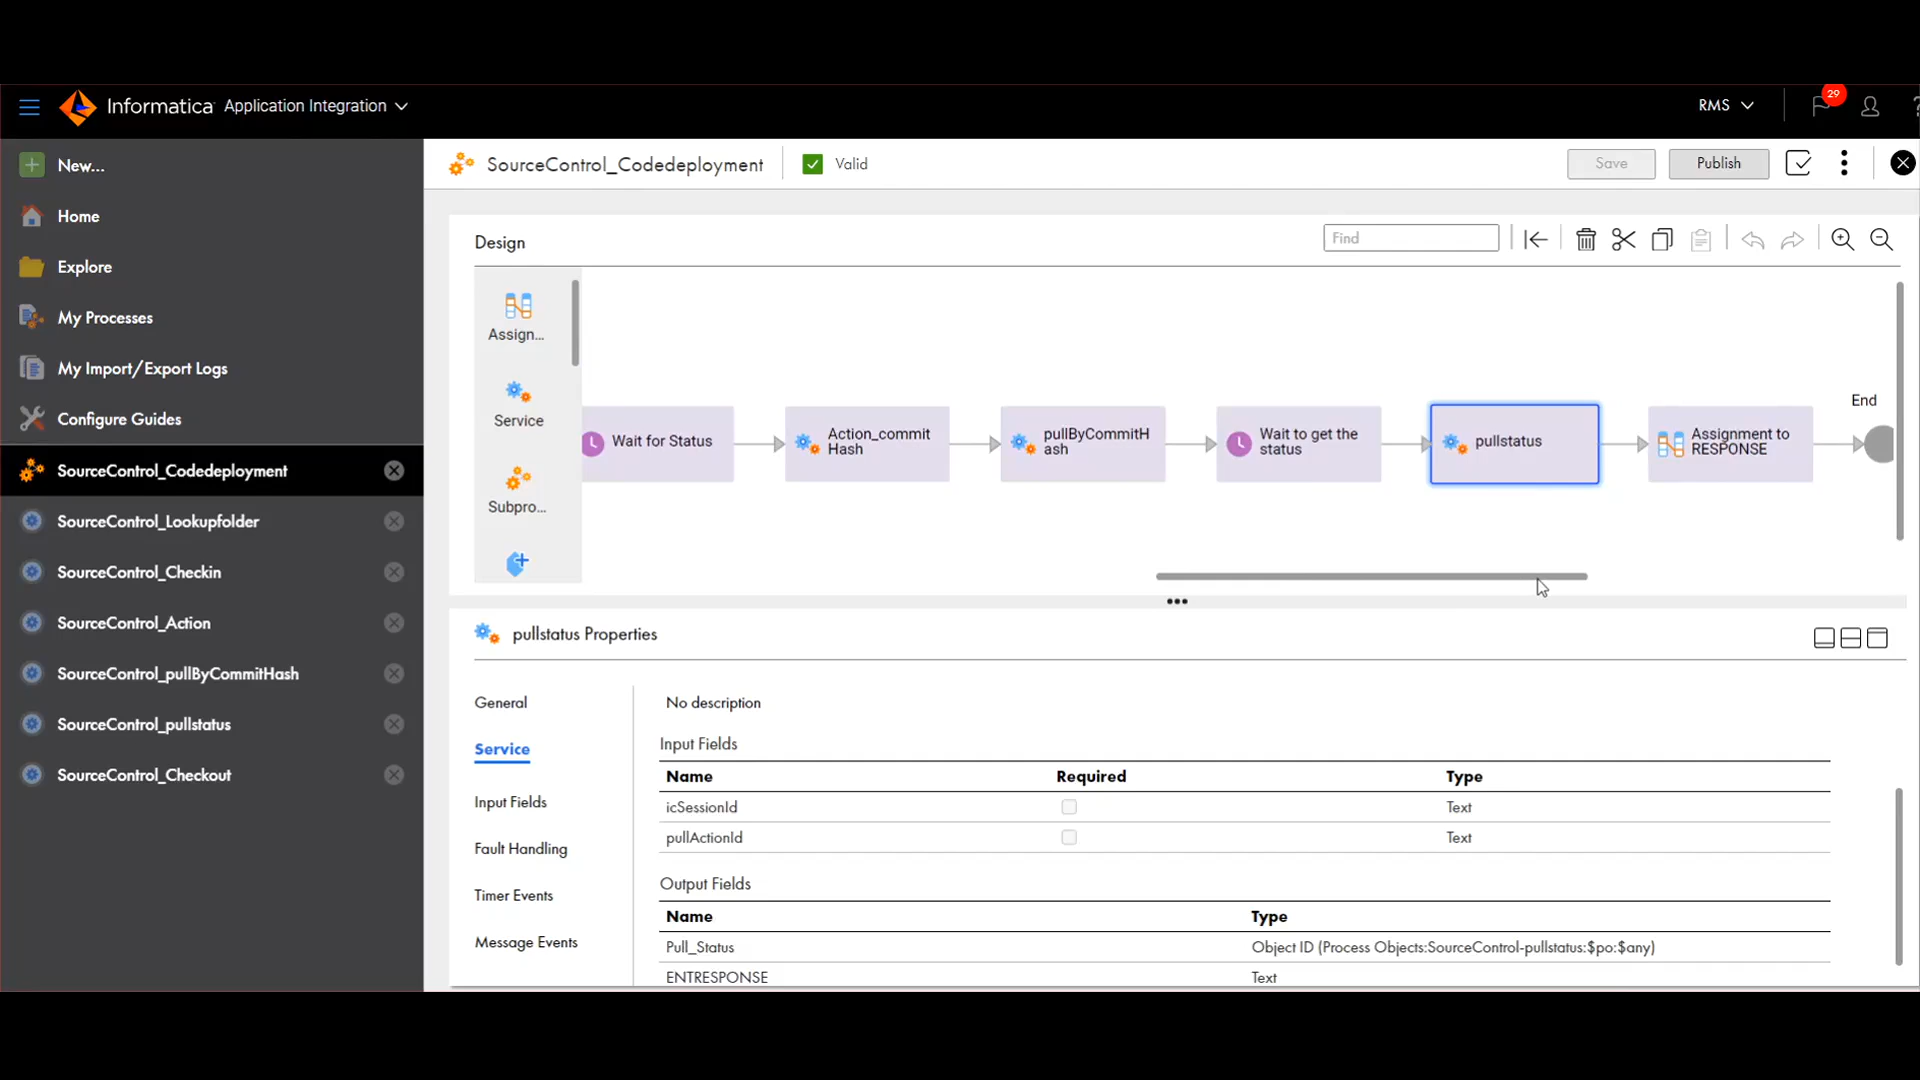 Informatica Application Integration
RMS
29
?
New...
Home
Explore
My Processes
My Import/Export Logs
Configure Guides
SourceControl_Codedeployment
SourceControl_Lookupfolder
SourceControl_Checkin
SourceControl_Action
SourceControl_pullByCommitHash
SourceControl_pullstatus
SourceControl_Checkout
SourceControl_Codedeployment
Valid
Save
Publish
Design
Find
Assign...
Service
Subpro...
Wait for Status
Action_commit
Hash
pullByCommitH
ash
Wait to get the
status
pullstatus
Assignment to
RESPONSE
End
pullstatus Properties
General
Service
Input Fields
Fault Handling
Timer Events
Message Events
No description
Input Fields
Name Required Type
icSessionId Text
pullActionId Text
Output Fields
Name Type
Pull_Status Object ID (Process Objects:SourceControl-pullstatus:$po:$any)
ENTRESPONSE Text